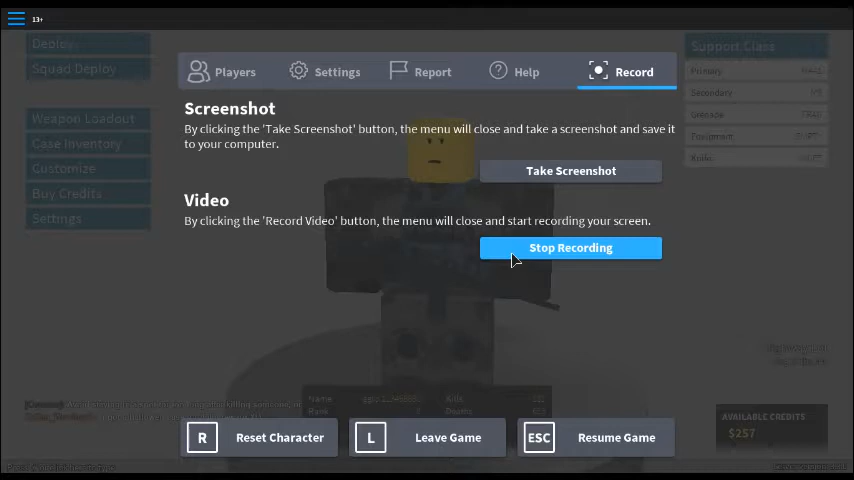 13+
Players
Settings
Report
Help
Record
Deploy
Squad Deploy
Weapon Loadout
Case Inventory
Customize
Buy Credits
Settings
Support Class
Primary
Secondary
Grenade
Equipment
Knife
Screenshot
By clicking the 'Take Screenshot' button, the menu will close and take a screenshot and save it
to your computer.
Take Screenshot
Video
By clicking the 'Record Video' button, the menu will close and start recording your screen.
Stop Recording
Name
Kills
Rank
Deaths
R Reset Character
L Leave Game
ESC Resume Game
AVAILABLE CREDITS
$257